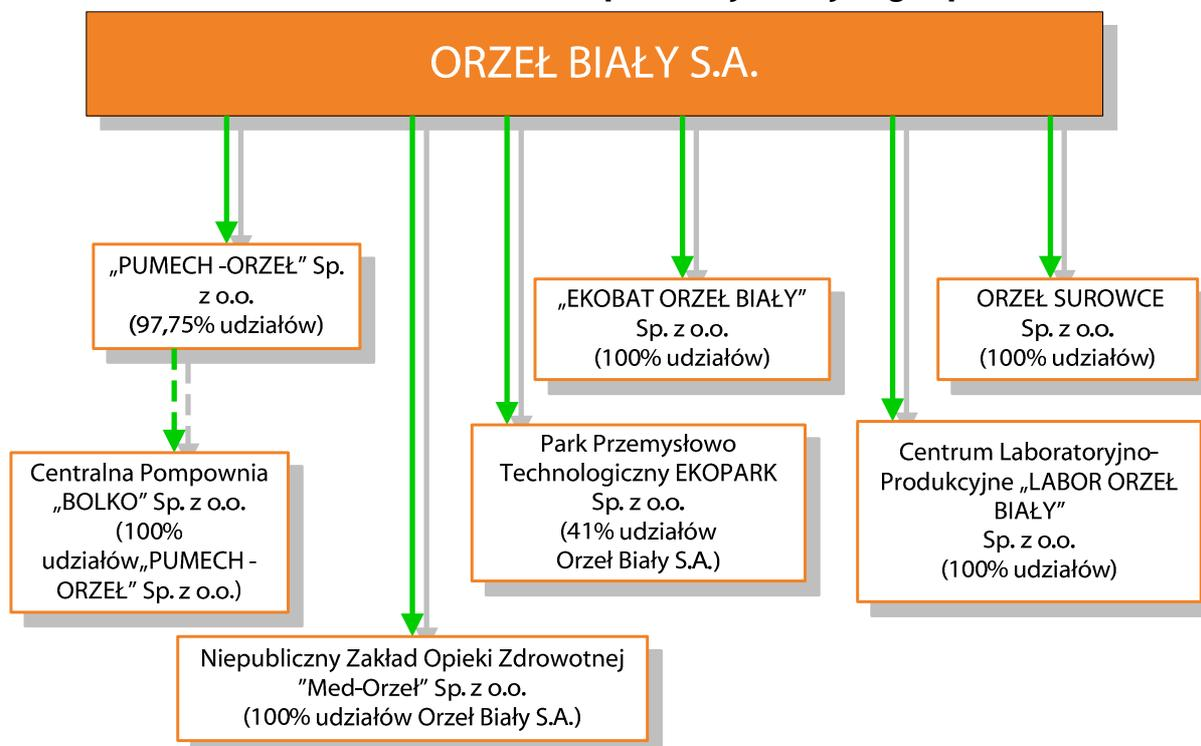 ORZEŁ BIAŁY S.A.
„PUMECH -ORZEŁ” Sp.
z o.o.
(97,75% udziałów)
„EKOBAT ORZEŁ BIAŁY”
Sp. z o.o.
(100% udziałów)
ORZEŁ SUROWCE
Sp. z o.o.
(100% udziałów)
Centralna Pompownia
„BOLKO” Sp. z o.o.
(100%
udziałów„PUMECH -
ORZEŁ” Sp. z o.o.)
Park Przemysłowo
Technologiczny EKOPARK
Sp. z o.o.
(41% udziałów
Orzeł Biały S.A.)
Centrum Laboratoryjno-
Produkcyjne „LABOR ORZEŁ
BIAŁY”
Sp. z o.o.
(100% udziałów)
Niepubliczny Zakład Opieki Zdrowotnej
”Med-Orzeł” Sp. z o.o.
(100% udziałów Orzeł Biały S.A.)